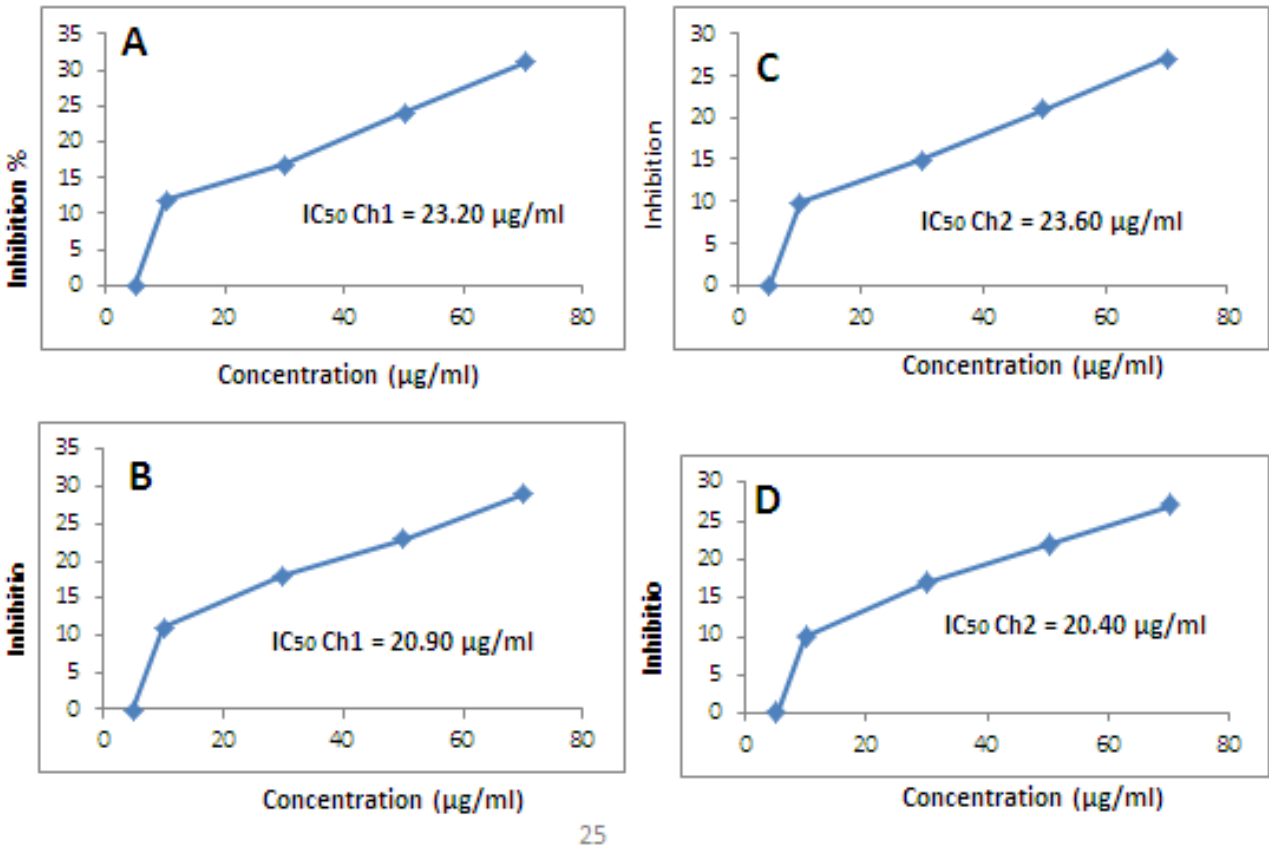 A
35
30
25
20
15
10
5
0
Inhibition %
IC50 Ch1 = 23.20 µg/ml
0 20 40 60 80
Concentration (µg/ml)
C
30
25
20
15
10
5
0
Inhibition
IC50 Ch2 = 23.60 µg/ml
0 20 40 60 80
Concentration (µg/ml)
B
35
30
25
20
15
10
5
0
Inhibitio
IC50 Ch1 = 20.90 µg/ml
0 20 40 60 80
Concentration (µg/ml)
D
30
25
20
15
10
5
0
Inhibitio
IC50 Ch2 = 20.40 µg/ml
0 20 40 60 80
Concentration (µg/ml)
25